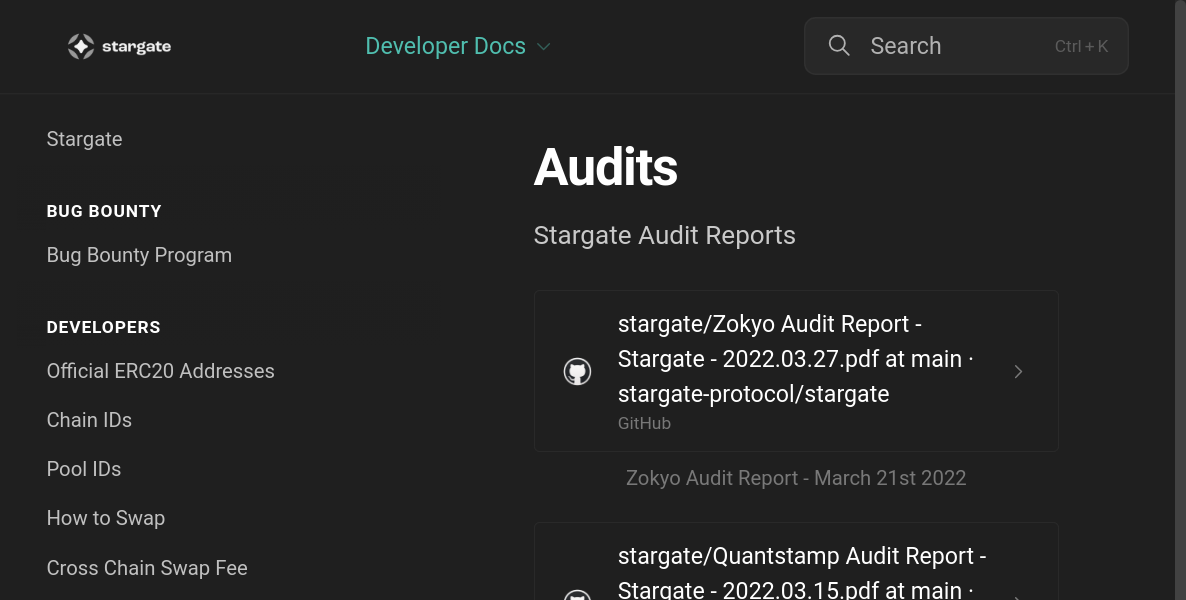 stargate
Developer Docs
Search
Ctrl + K
Stargate
BUG BOUNTY
Bug Bounty Program
DEVELOPERS
Official ERC20 Addresses
Chain IDs
Pool IDs
How to Swap
Cross Chain Swap Fee
Audits
Stargate Audit Reports
stargate/Zokyo Audit Report -
Stargate - 2022.03.27.pdf at main ·
stargate-protocol/stargate
GitHub
Zokyo Audit Report - March 21st 2022
stargate/Quantstamp Audit Report -
Stargate - 2022.03.15.pdf at main ·